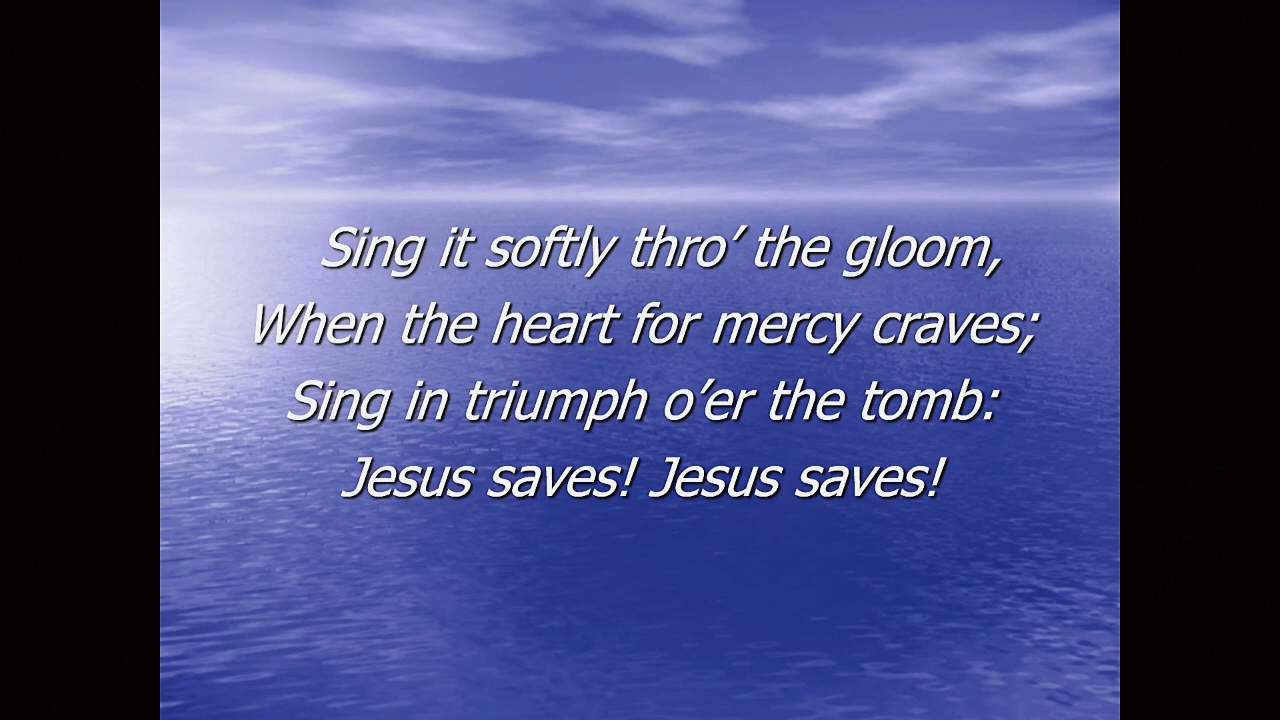 Sing it softly thro’ the gloom,
When the heart for mercy craves;
Sing in triumph o’er the tomb:
Jesus saves! Jesus saves!